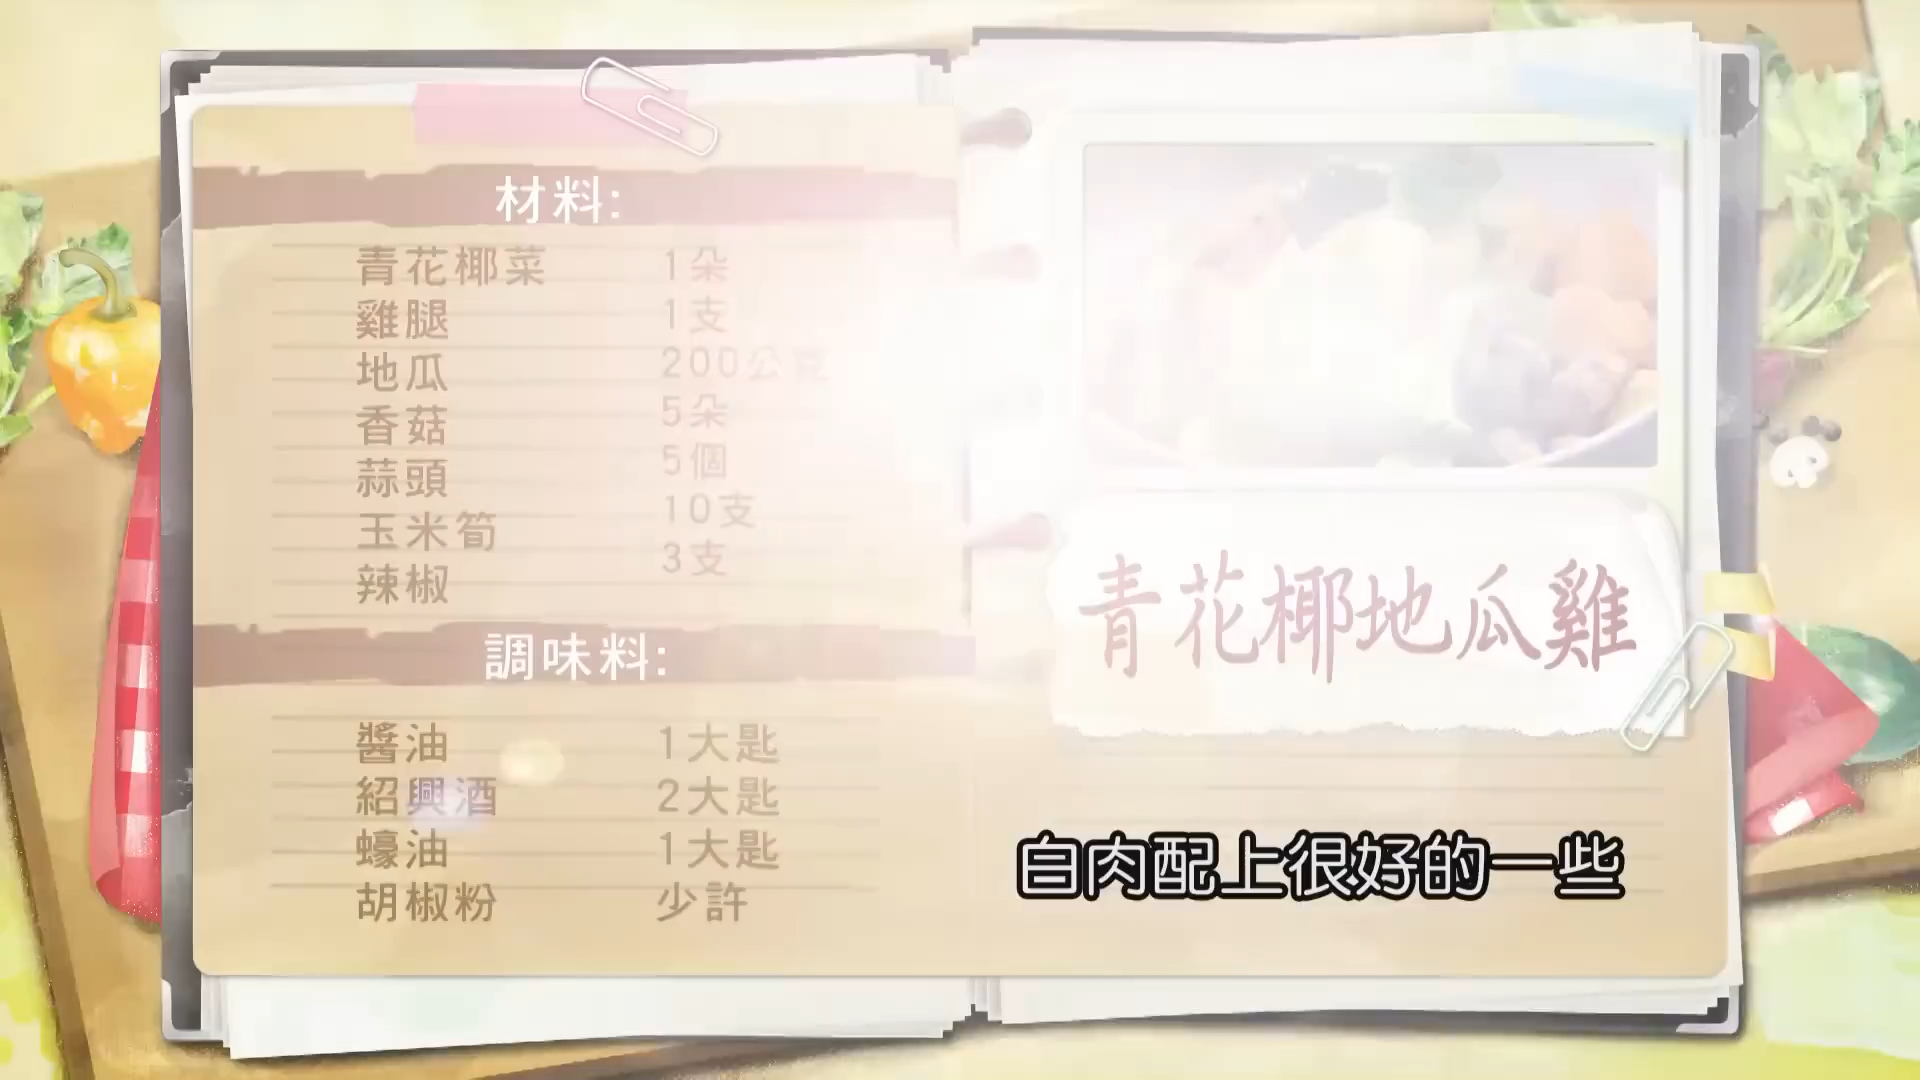 材料:
青花椰菜 1朵
雞腿 1支
地瓜 200公克
香菇 5朵
蒜頭 5個
玉米筍 10支
辣椒 3支
調味料:
醬油 1大匙
紹興酒 2大匙
蠔油 1大匙
胡椒粉 少許
青花椰地瓜雞
白肉配上很好的一些